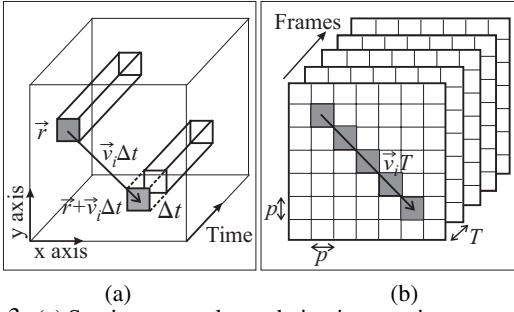 Frames
r⃗
v⃗ᵢΔt
v⃗ᵢT
r⃗+v⃗ᵢΔt
Δt
p
y axis
Time
T
x axis
p
(a)
(b)